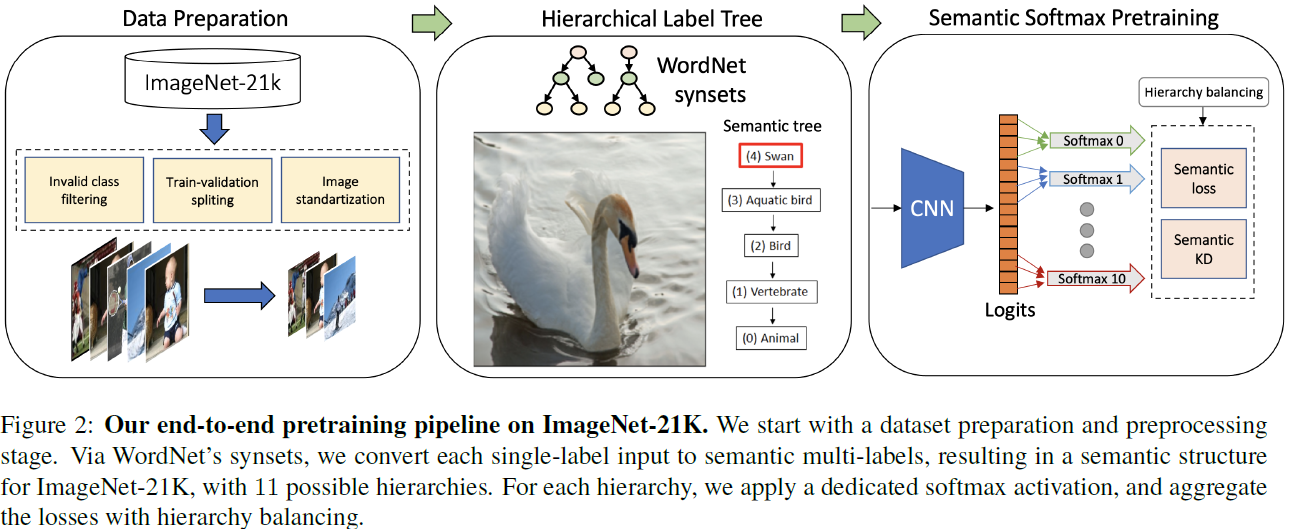 Data Preparation
Hierarchical Label Tree
Semantic Softmax Pretraining
ImageNet-21k
Invalid class
filtering
Train-validation
spliting
Image
standartization
WordNet
synsets
Semantic tree
(4) Swan
(3) Aquatic bird
(2) Bird
(1) Vertebrate
(0) Animal
Hierarchy balancing
CNN
Logits
Softmax 0
Softmax 1
Softmax 10
Semantic
loss
Semantic
KD
Figure 2: Our end-to-end pretraining pipeline on ImageNet-21K. We start with a dataset preparation and preprocessing
stage. Via WordNet's synsets, we convert each single-label input to semantic multi-labels, resulting in a semantic structure
for ImageNet-21K, with 11 possible hierarchies. For each hierarchy, we apply a dedicated softmax activation, and aggregate
the losses with hierarchy balancing.